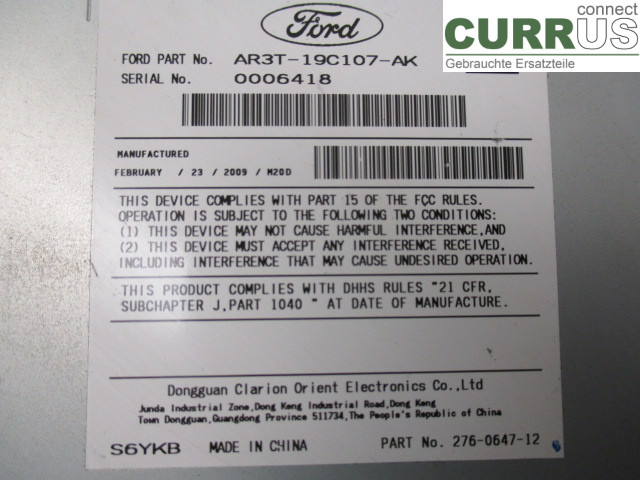 connect
CURRUS
Gebrauchte Ersatzteile
Ford
FORD PART No. AR3T-19C107-AK
SERIAL No. 0006418
MANUFACTURED
FEBRUARY / 23 / 2009 / M20D
THIS DEVICE COMPLIES WITH PART 15 OF THE FCC RULES.
OPERATION IS SUBJECT TO THE FOLLOWING TWO CONDITIONS:
(1) THIS DEVICE MAY NOT CAUSE HARMFUL INTERFERENCE,AND
(2) THIS DEVICE MUST ACCEPT ANY INTERFERENCE RECEIVED,
INCLUDING INTERFERENCE THAT MAY CAUSE UNDESIRED OPERATION.
THIS PRODUCT COMPLIES WITH DHHS RULES "21 CFR,
SUBCHAPTER J,PART 1040 " AT DATE OF MANUFACTURE.
Dongguan Clarion Orient Electronics Co.,Ltd
Junda Industrial Zone,Dong Keng Industrial Road,Dong Keng
Town Dongguan,Guangdong Province 511734,The People's Republic of China
S6YKB MADE IN CHINA PART No. 276-0647-12